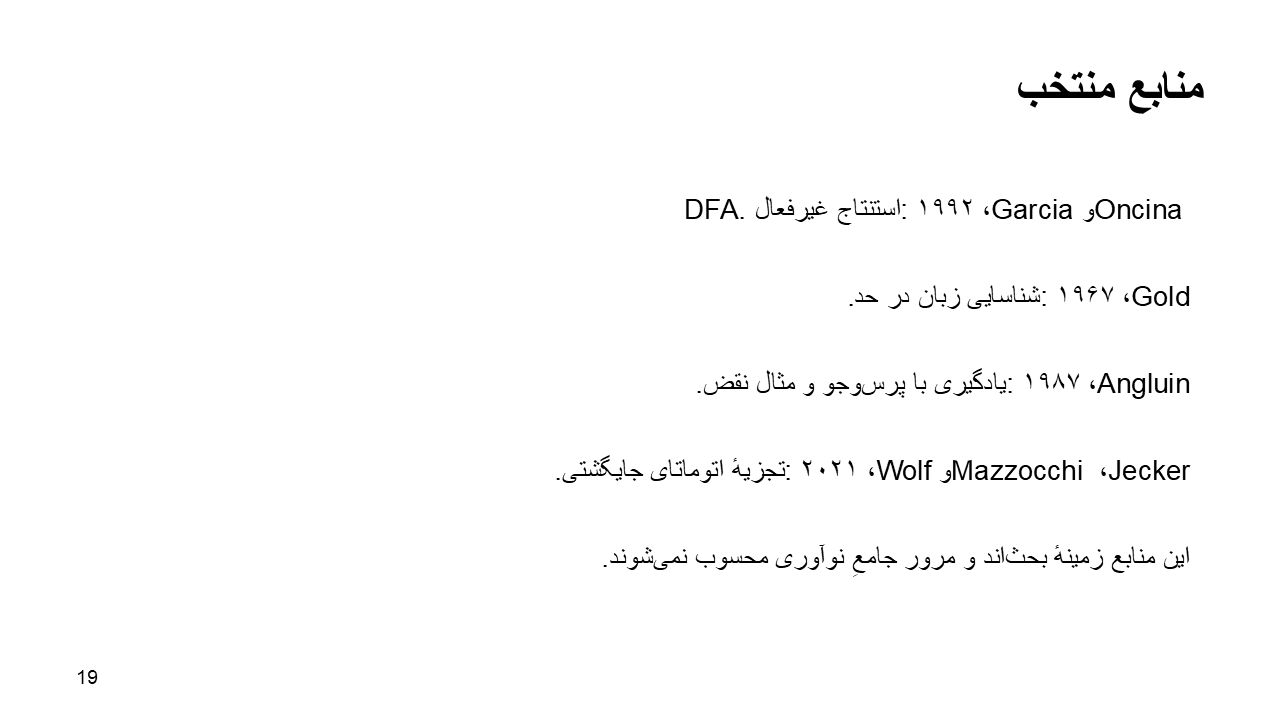 منابع منتخب
Oncina و Garcia، ۱۹۹۲: استنتاج غیرفعال DFA.
Gold، ۱۹۶۷: شناسایی زبان در حد.
Angluin، ۱۹۸۷: یادگیری با پرس‌وجو و مثال نقض.
Jecker، Mazzocchi و Wolf، ۲۰۲۱: تجزیهٔ اتوماتای جایگشتی.
این منابع زمینهٔ بحث‌اند و مرور جامعِ نوآوری محسوب نمی‌شوند.
19